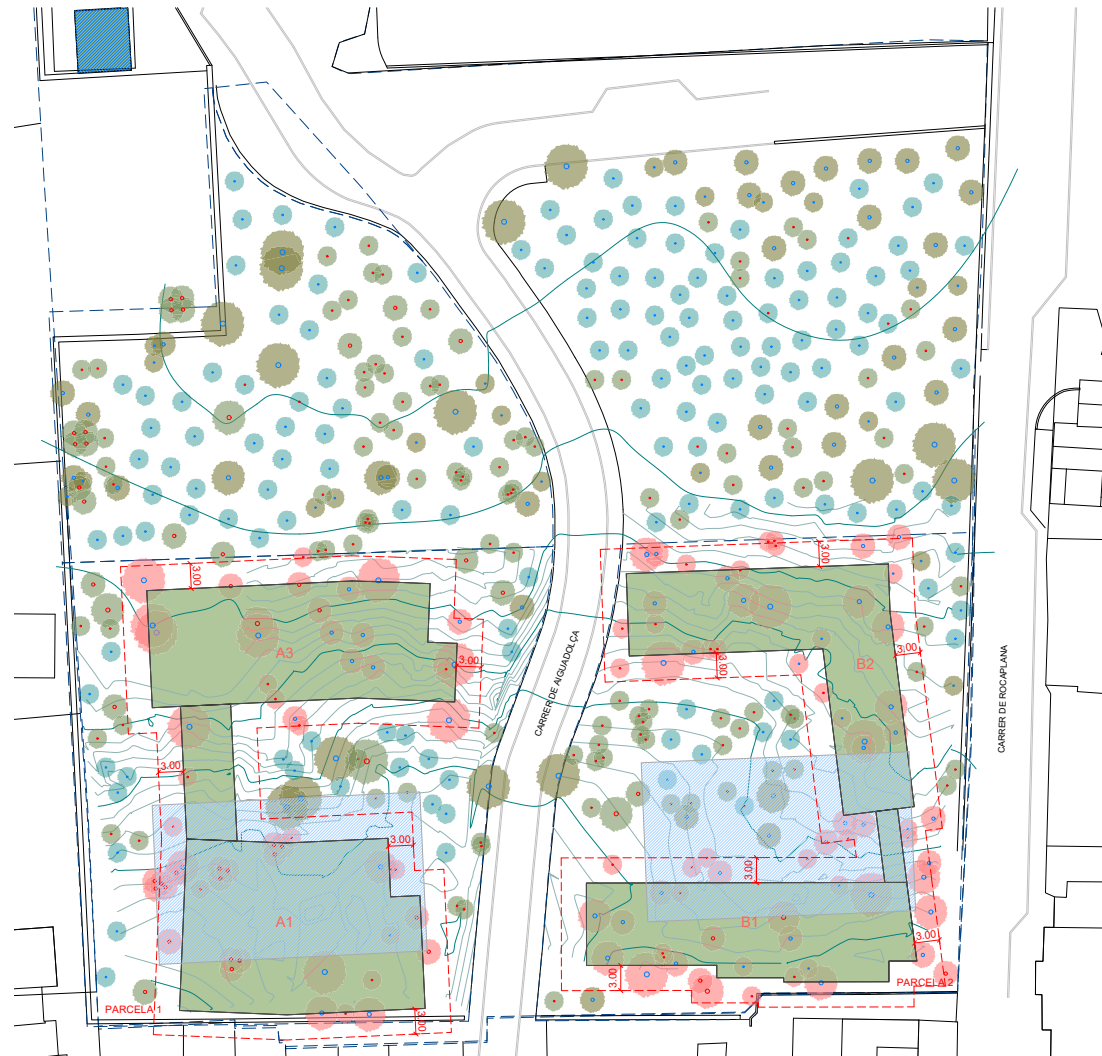 3.00
3.00
CARRER DE AIGUADOLÇA
A3
3.00
3.00
B2
3.00
CARRER DE ROCAPLANA
3.00
3.00
3.00
A1
B1
3.00
3.00
PARCELA 2
PARCELA 1
3.00